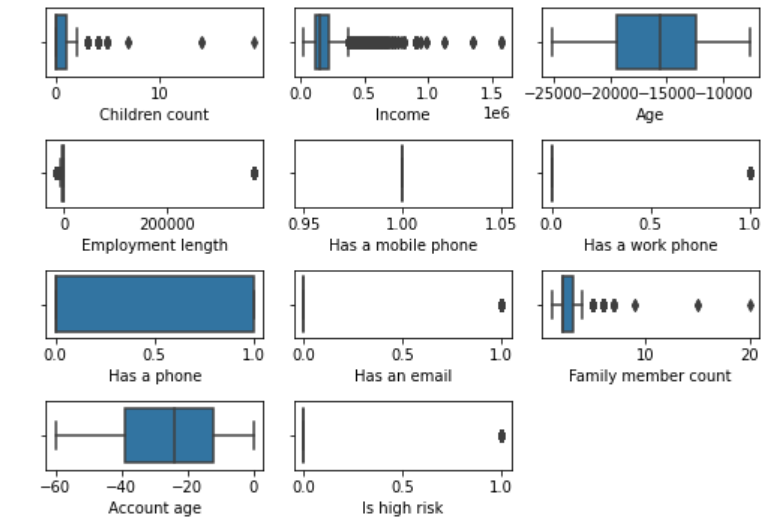 0 10
Children count
0.0 0.5 1.0 1.5
1e6
Income
−25000−20000−15000−10000
Age
0 200000
Employment length
0.95 1.00 1.05
Has a mobile phone
0.0 0.5 1.0
Has a work phone
0.0 0.5 1.0
Has a phone
0.0 0.5 1.0
Has an email
10 20
Family member count
−60 −40 −20 0
Account age
0.0 0.5 1.0
Is high risk